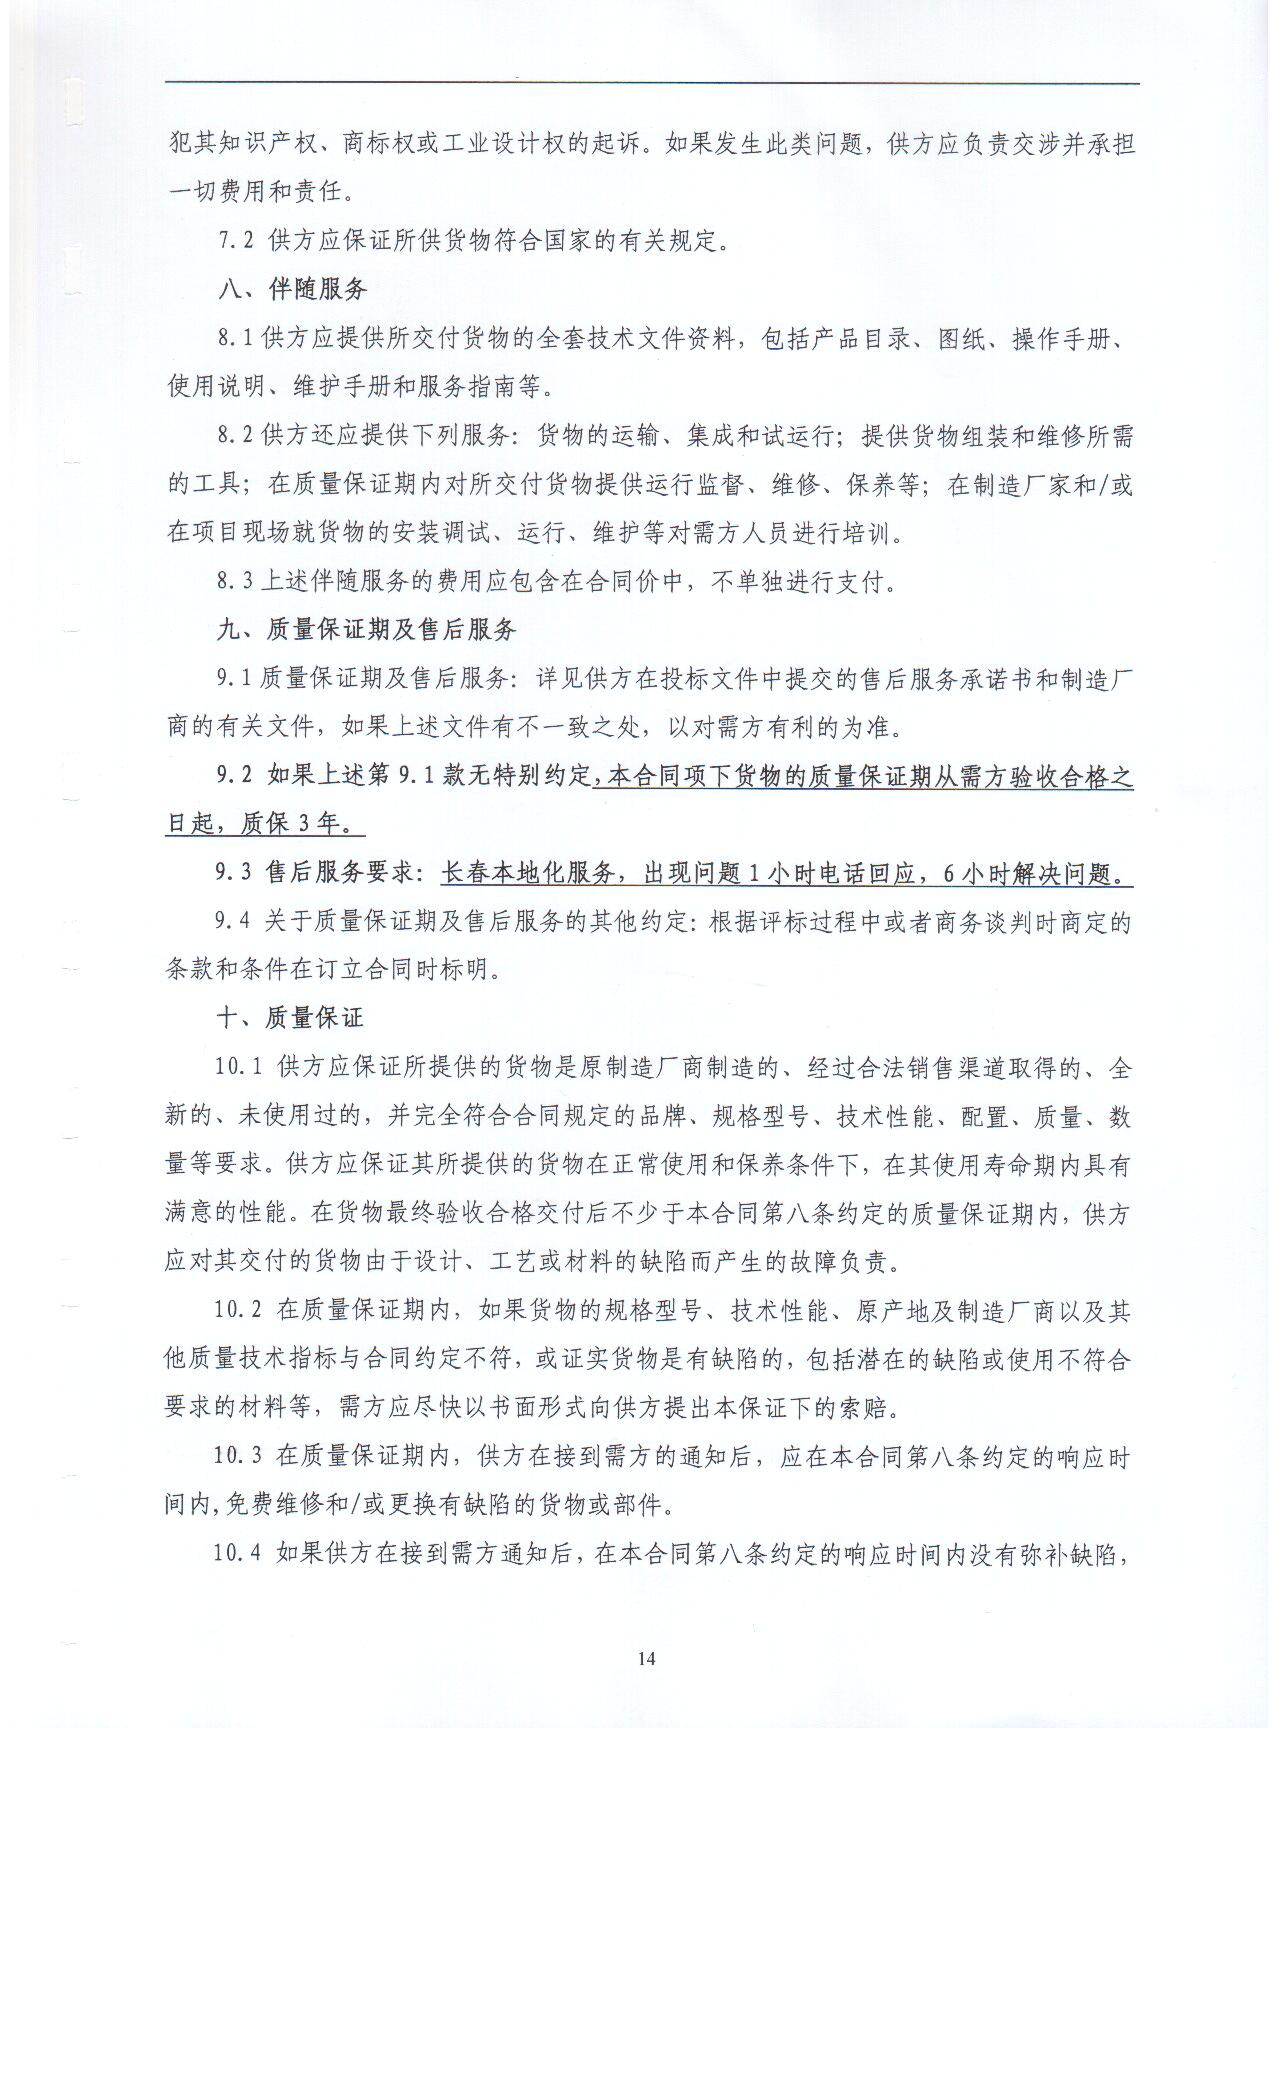 犯其知识产权、商标权或工业设计权的起诉。如果发生此类问题，供方应负责交涉并承担
一切费用和责任。
7.2 供方应保证所供货物符合国家的有关规定。
八、伴随服务
8.1供方应提供所交付货物的全套技术文件资料，包括产品目录、图纸、操作手册、
使用说明、维护手册和服务指南等。
8.2供方还应提供下列服务：货物的运输、集成和试运行；提供货物组装和维修所需
的工具；在质量保证期内对所交付货物提供运行监督、维修、保养等；在制造厂家和/或
在项目现场就货物的安装调试、运行、维护等对需方人员进行培训。
8.3上述伴随服务的费用应包含在合同价中，不单独进行支付。
九、质量保证期及售后服务
9.1质量保证期及售后服务：详见供方在投标文件中提交的售后服务承诺书和制造厂
商的有关文件，如果上述文件有不一致之处，以对需方有利的为准。
9.2 如果上述第9.1款无特别约定,本合同项下货物的质量保证期从需方验收合格之
日起，质保3年。
9.3 售后服务要求：长春本地化服务，出现问题1小时电话回应，6小时解决问题。
9.4 关于质量保证期及售后服务的其他约定：根据评标过程中或者商务谈判时商定的
条款和条件在订立合同时标明。
十、质量保证
10.1 供方应保证所提供的货物是原制造厂商制造的、经过合法销售渠道取得的、全
新的、未使用过的，并完全符合合同规定的品牌、规格型号、技术性能、配置、质量、数
量等要求。供方应保证其所提供的货物在正常使用和保养条件下，在其使用寿命期内具有
满意的性能。在货物最终验收合格交付后不少于本合同第八条约定的质量保证期内，供方
应对其交付的货物由于设计、工艺或材料的缺陷而产生的故障负责。
10.2 在质量保证期内，如果货物的规格型号、技术性能、原产地及制造厂商以及其
他质量技术指标与合同约定不符，或证实货物是有缺陷的，包括潜在的缺陷或使用不符合
要求的材料等，需方应尽快以书面形式向供方提出本保证下的索赔。
10.3 在质量保证期内，供方在接到需方的通知后，应在本合同第八条约定的响应时
间内,免费维修和/或更换有缺陷的货物或部件。
10.4 如果供方在接到需方通知后，在本合同第八条约定的响应时间内没有弥补缺陷，
14